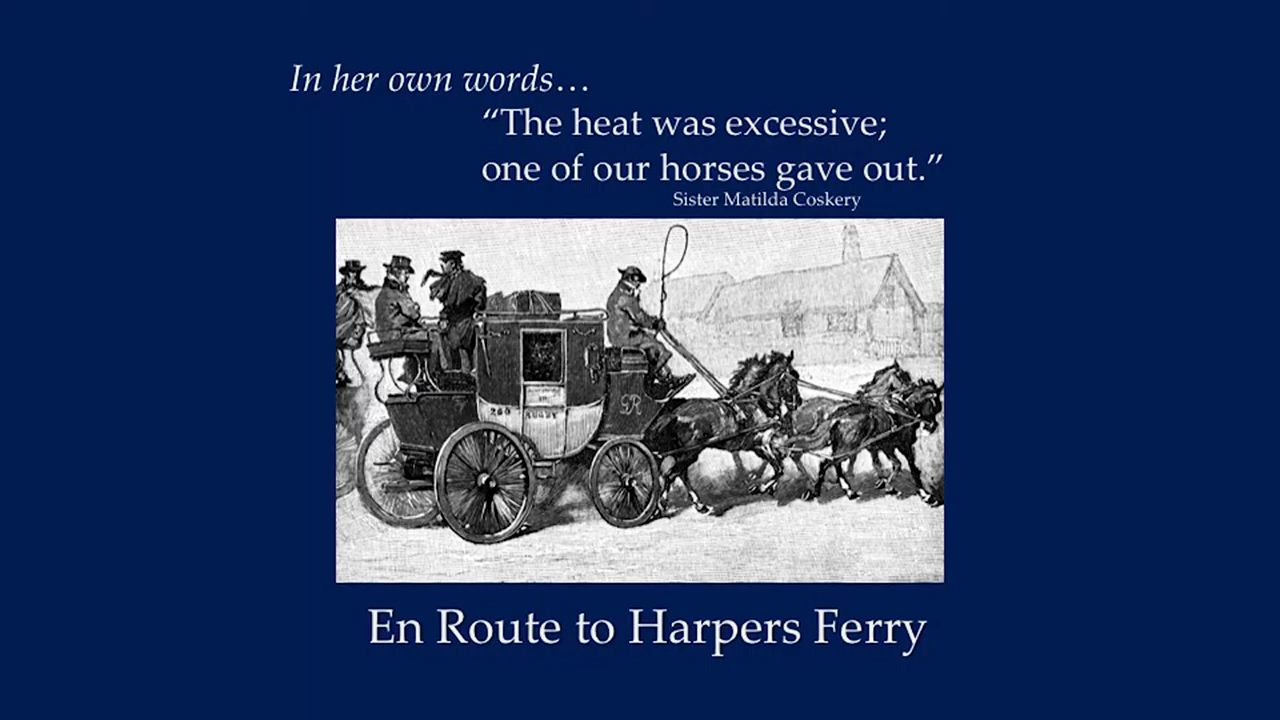 In her own words…
“The heat was excessive;
one of our horses gave out.”
Sister Matilda Coskery
GR
En Route to Harpers Ferry